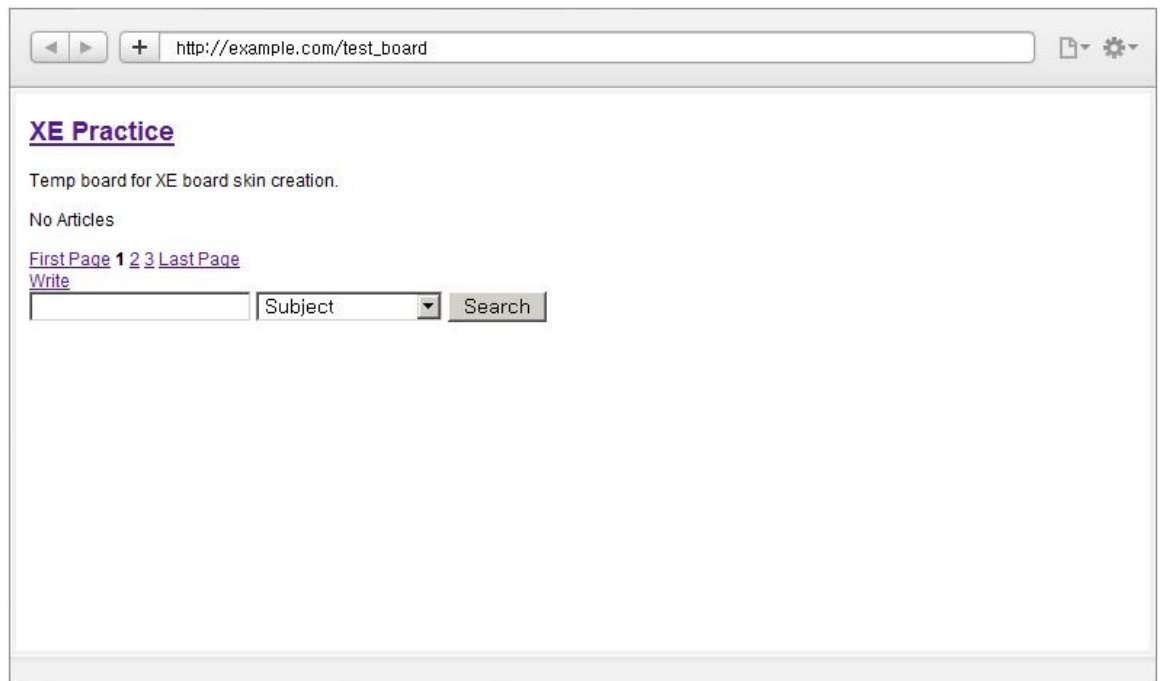 http://example.com/test_board
XE Practice
Temp board for XE board skin creation.
No Articles
First Page 1 2 3 Last Page
Write
Subject Search